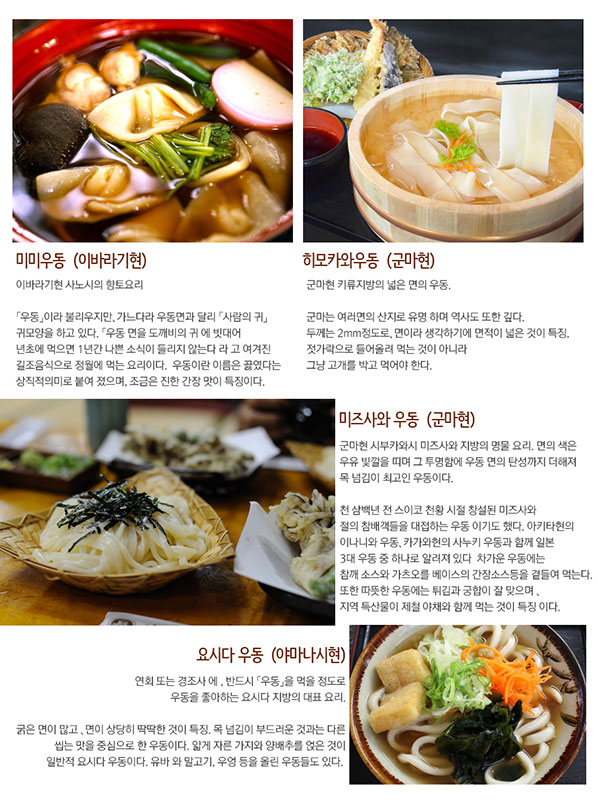 미미우동 (이바라기현)
이바라기현 사노시의 향토요리
「우동」이라 불리우지만, 가느다라 우동면과 달리 「사람의 귀」
귀모양을 하고 있다. 「우동 면을 도깨비의 귀 에 빗대어
년초에 먹으면 1년간 나쁜 소식이 들리지 않는다 라 고 여겨진
길조음식으로 정월에 먹는 요리이다. 우동이란 이름은 끓였다는
상직적의미로 붙여 졌으며, 조금은 진한 간장 맛이 특징이다.
히모카와우동 (군마현)
군마현 키류지방의 넓은 면의 우동.
군마는 여러면의 산지로 유명 하며 역사도 또한 깊다.
두께는 2mm정도로, 면이라 생각하기에 면적이 넓은 것이 특징.
젓가락으로 들어올려 먹는 것이 아니라
그냥 고개를 박고 먹어야 한다.
미즈사와 우동 (군마현)
군마현 시부카와시 미즈사와 지방의 명물 요리. 면의 색은
우유 빛깔을 띠며 그 투명함에 우동 면의 탄성까지 더해져
목 넘김이 최고인 우동이다.
천 삼백년 전 스이코 천황 시절 창설된 미즈사와
절의 참배객들을 대접하는 우동 이기도 했다. 아키타현의
이나니와 우동, 카가와현의 사누키 우동과 함께 일본
3대 우동 중 하나로 알려져 있다 차가운 우동에는
참깨 소스와 가츠오를 베이스의 간장소스등을 곁들여 먹는다.
또한 따뜻한 우동에는 튀김과 궁합이 잘 맞으며 ,
지역 특산물이 제철 야채와 함께 먹는 것이 특징 이다.
요시다 우동 (야마나시현)
연회 또는 경조사 에 , 반드시 「우동」을 먹을 정도로
우동을 좋아하는 요시다 지방의 대표 요리.
굵은 면이 많고 , 면이 상당히 딱딱한 것이 특징. 목 넘김이 부드러운 것과는 다른
씹는 맛을 중심으로 한 우동이다. 얇게 자른 가지와 양배추를 얹은 것이
일반적 요시다 우동이다. 유바 와 말고기, 우엉 등을 올린 우동들도 있다.